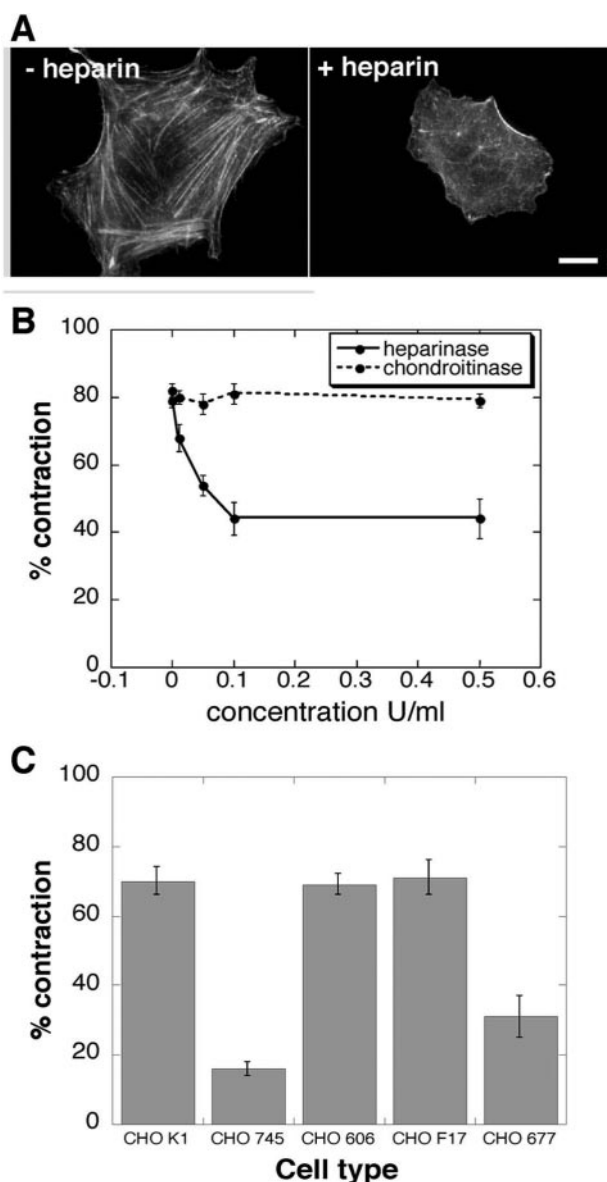 A
- heparin
+ heparin
B
100
80
60
40
20
0
% contraction
heparinase
chondroitinase
-0.1 0 0.1 0.2 0.3 0.4 0.5 0.6
concentration U/ml
C
100
80
60
40
20
0
% contraction
CHO K1 CHO 745 CHO 606 CHO F17 CHO 677
Cell type